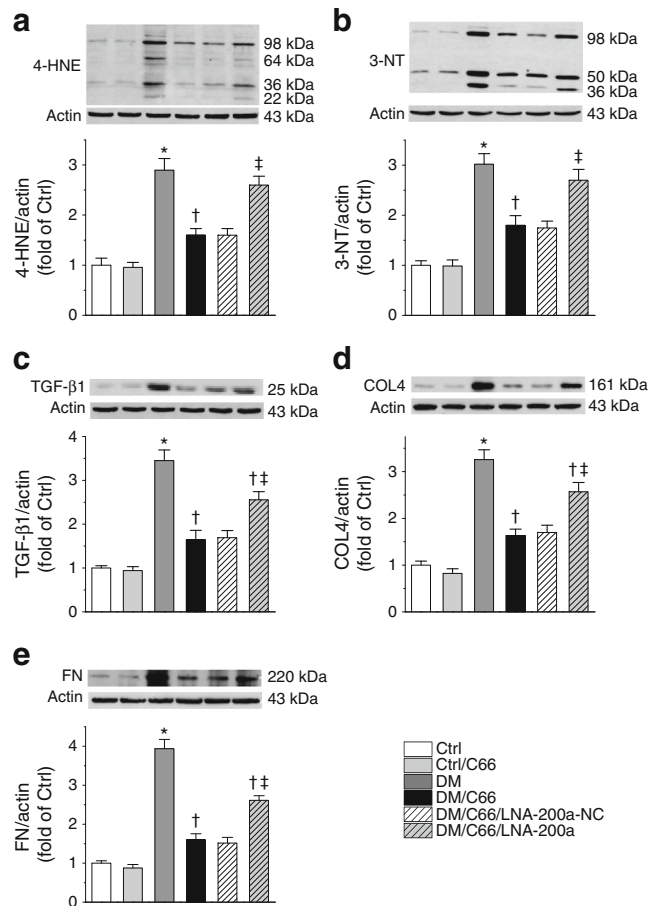 a
4-HNE
98 kDa
64 kDa
36 kDa
22 kDa
Actin
43 kDa
4-HNE/actin
(fold of Ctrl)
3
2
1
0
*
†
‡
b
3-NT
98 kDa
50 kDa
36 kDa
Actin
43 kDa
3-NT/actin
(fold of Ctrl)
3
2
1
0
*
†
‡
c
TGF-β1
25 kDa
Actin
43 kDa
TGF-β1/actin
(fold of Ctrl)
4
3
2
1
0
*
†
†‡
d
COL4
161 kDa
Actin
43 kDa
COL4/actin
(fold of Ctrl)
3
2
1
0
*
†
†‡
e
FN
220 kDa
Actin
43 kDa
FN/actin
(fold of Ctrl)
4
3
2
1
0
*
†
†‡
Ctrl
Ctrl/C66
DM
DM/C66
DM/C66/LNA-200a-NC
DM/C66/LNA-200a